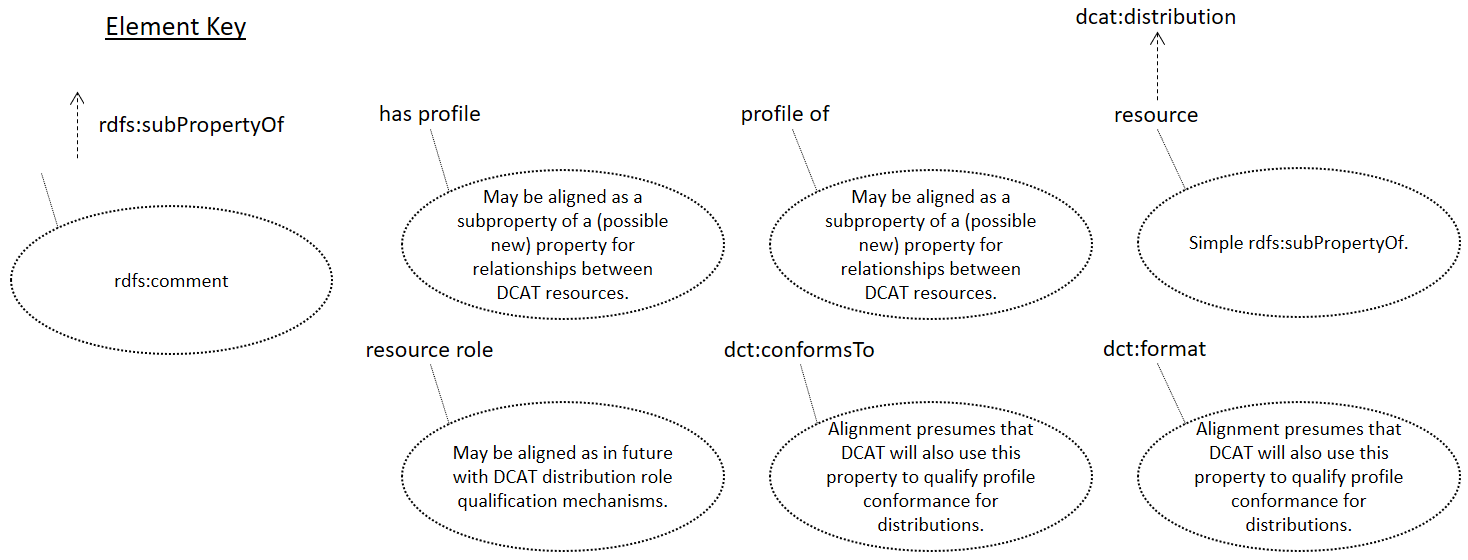 Element Key
rdfs:subPropertyOf
rdfs:comment
has profile
May be aligned as a
subproperty of a (possible
new) property for
relationships between
DCAT resources.
profile of
May be aligned as a
subproperty of a (possible
new) property for
relationships between
DCAT resources.
dcat:distribution
resource
Simple rdfs:subPropertyOf.
resource role
May be aligned as in future
with DCAT distribution role
qualification mechanisms.
dct:conformsTo
Alignment presumes that
DCAT will also use this
property to qualify profile
conformance for
distributions.
dct:format
Alignment presumes that
DCAT will also use this
property to qualify profile
conformance for
distributions.